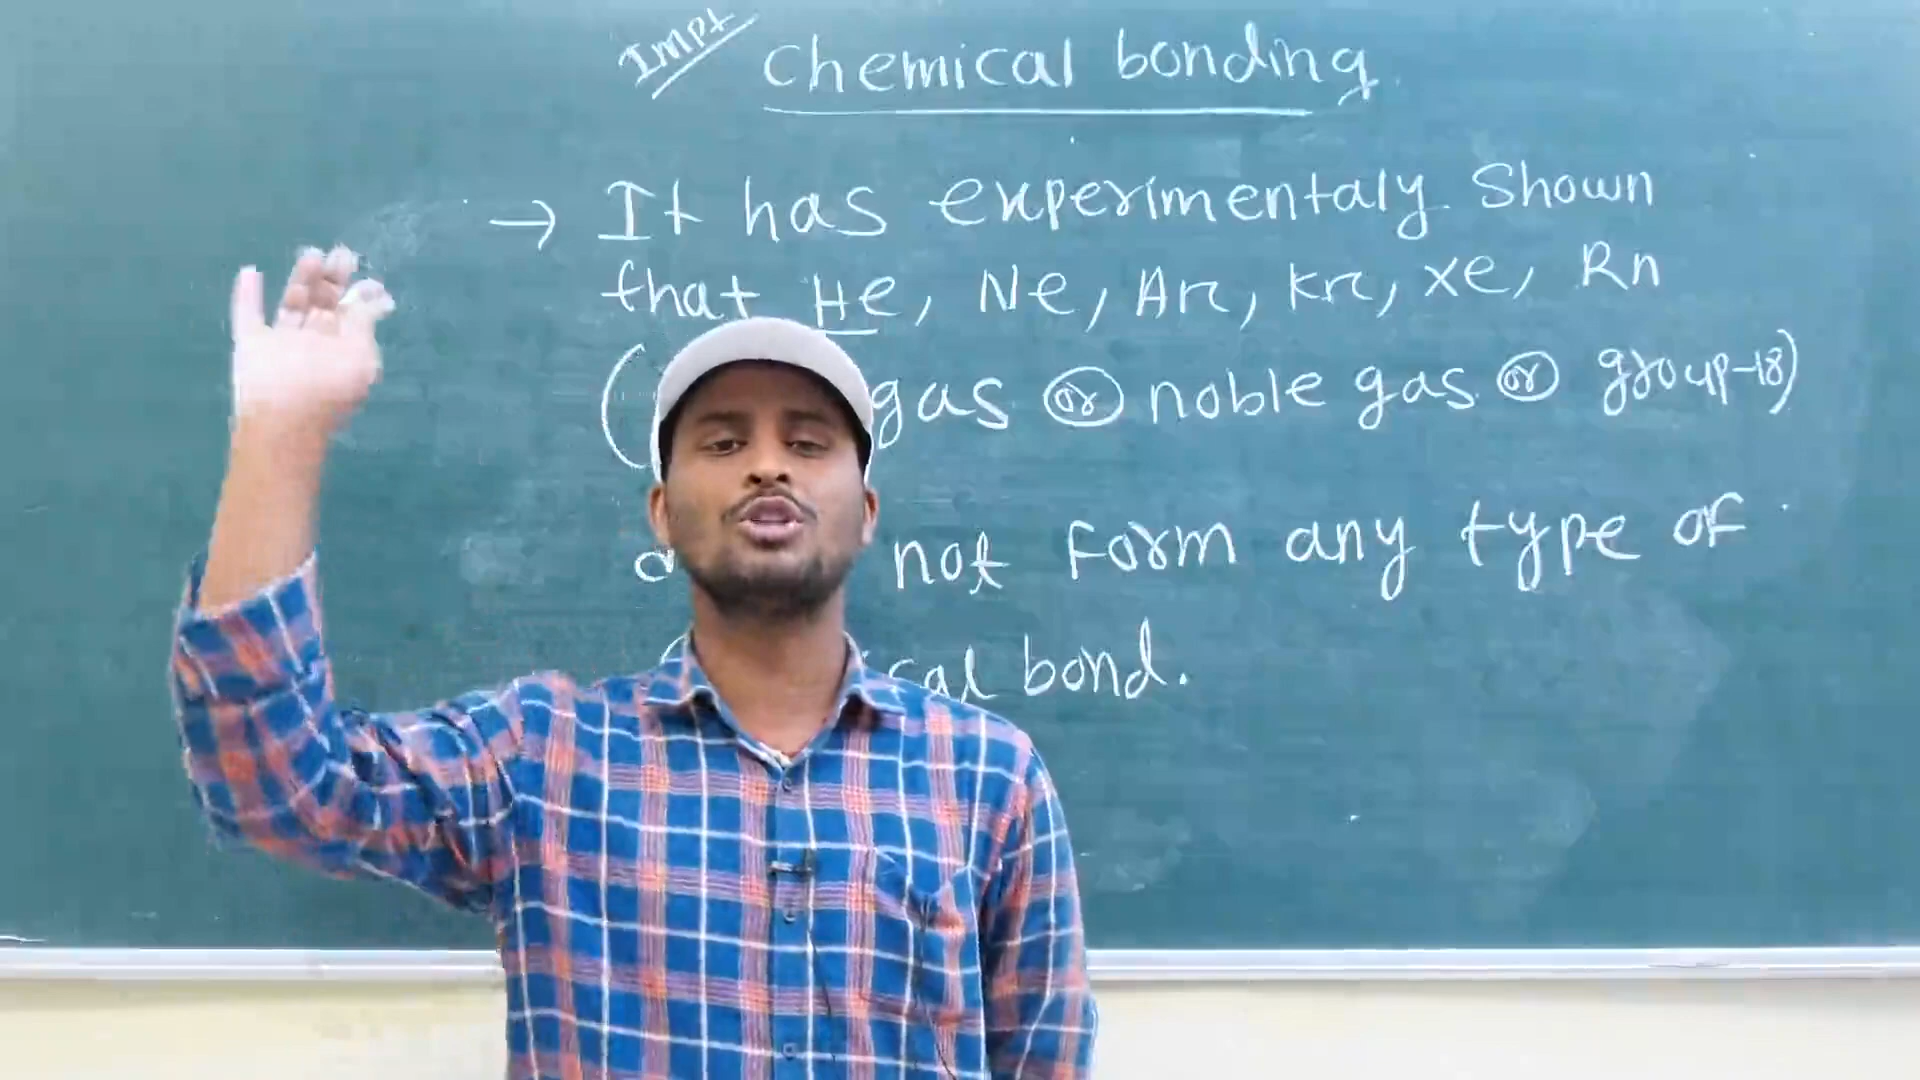 Impt
Chemical bonding
→ It has experimentaly shown
that He, Ne, Ar, Kr, Xe, Rn
( gas or noble gas or group-18)
not form any type of
bond.